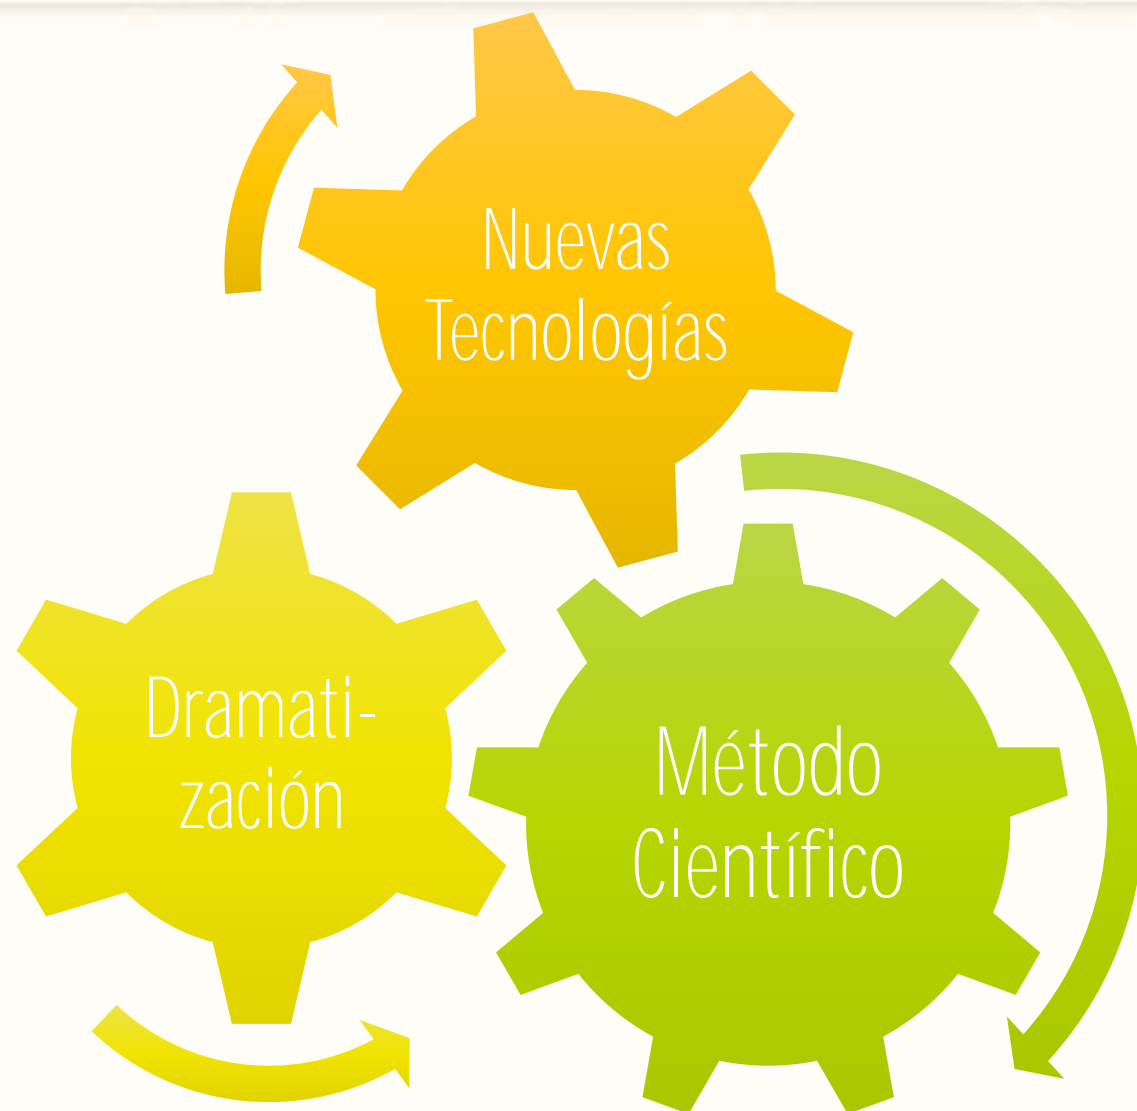 Nuevas
Tecnologías
Dramati-
zación
Método
Científico